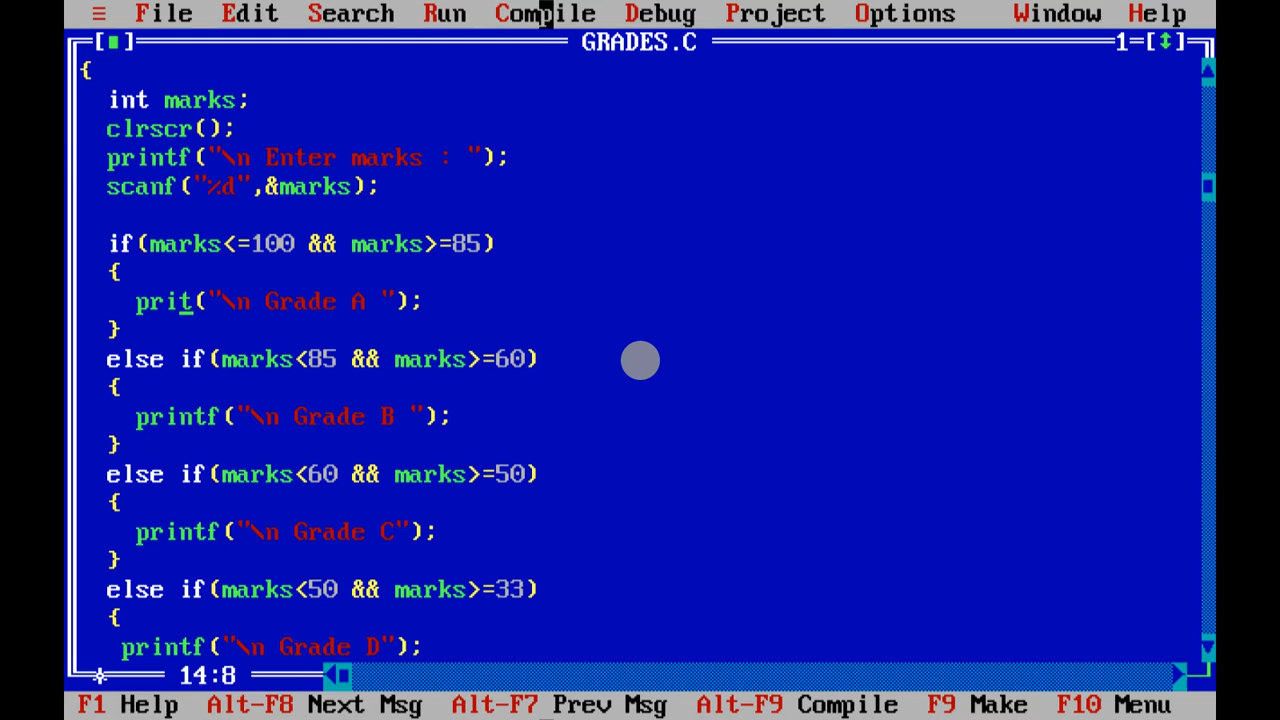 ≡ File Edit Search Run Compile Debug Project Options Window Help
[■] GRADES.C 1=[↕]
{
int marks;
clrscr();
printf("\n Enter marks : ");
scanf("%d",&marks);
if(marks<=100 && marks>=85)
{
prit("\n Grade A ");
}
else if(marks<85 && marks>=60)
{
printf("\n Grade B ");
}
else if(marks<60 && marks>=50)
{
printf("\n Grade C");
}
else if(marks<50 && marks>=33)
{
printf("\n Grade D");
14:8
F1 Help Alt-F8 Next Msg Alt-F7 Prev Msg Alt-F9 Compile F9 Make F10 Menu